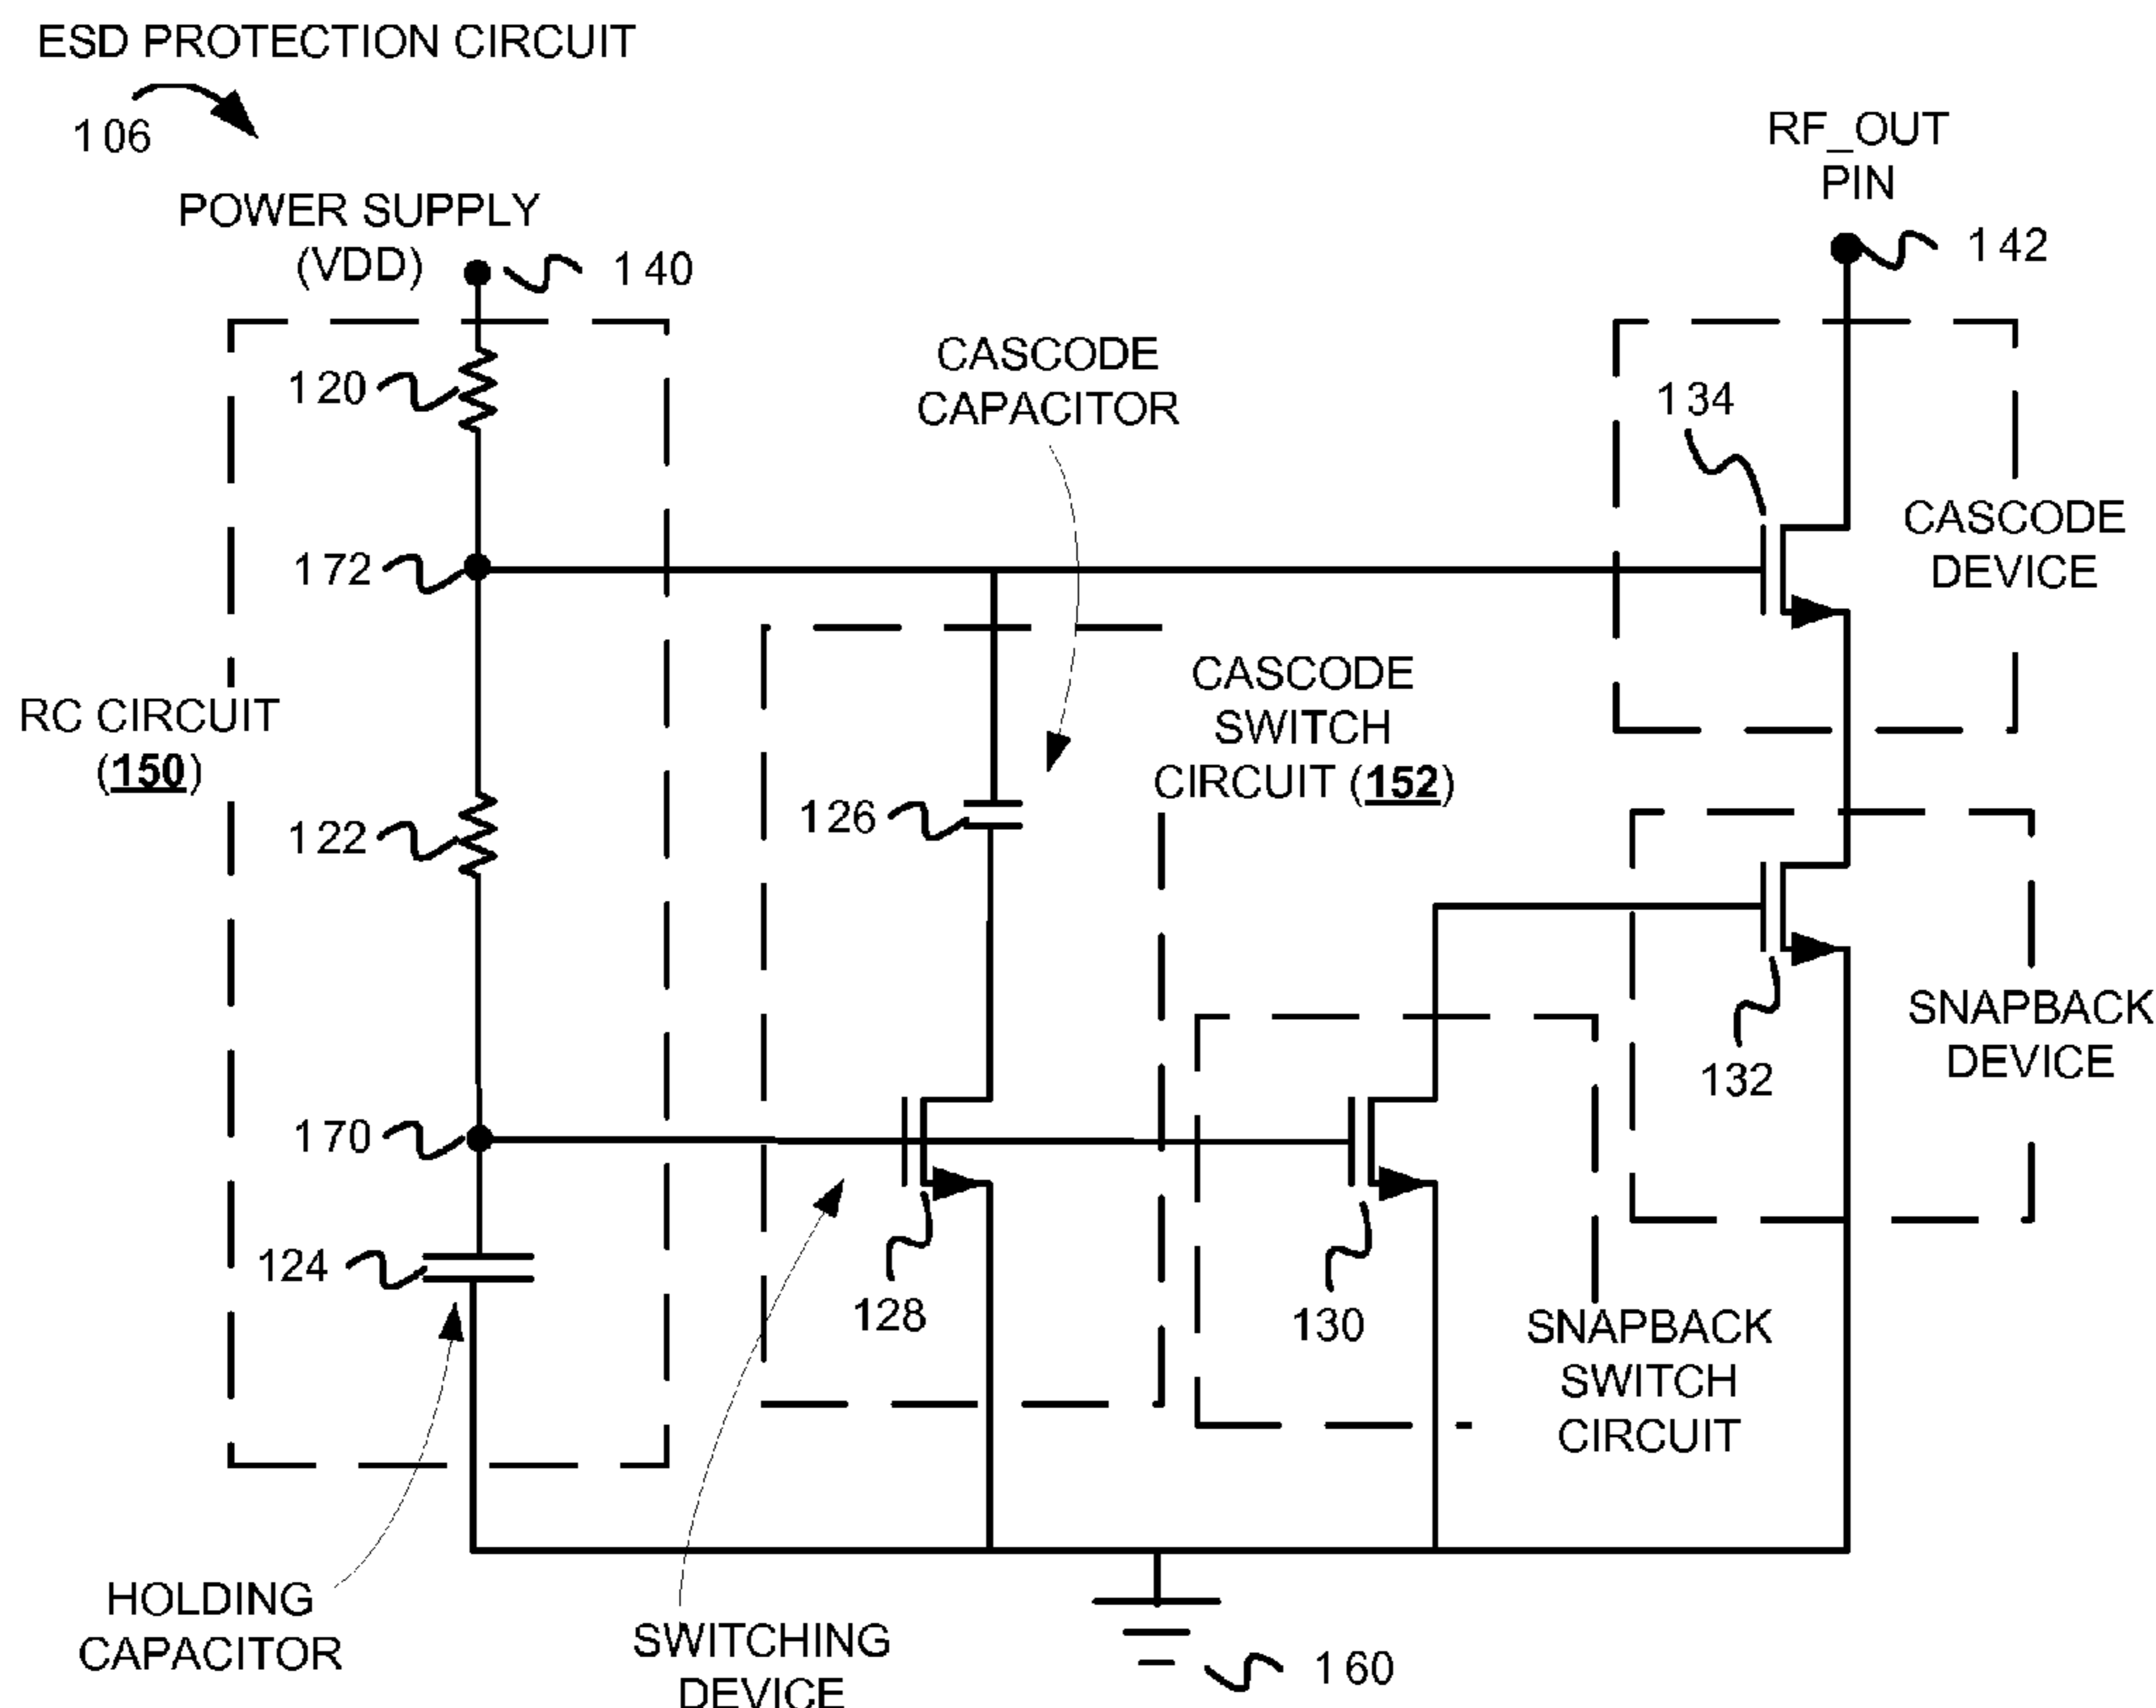 ESD PROTECTION CIRCUIT
106
RF_OUT
PIN
142
POWER SUPPLY
(VDD)
140
120
CASCODE
CAPACITOR
134
CASCODE
DEVICE
172
CASCODE
SWITCH
CIRCUIT (152)
RC CIRCUIT
(150)
126
122
SNAPBACK
DEVICE
132
170
124
128
130
SNAPBACK
SWITCH
CIRCUIT
HOLDING
CAPACITOR
SWITCHING
DEVICE
160